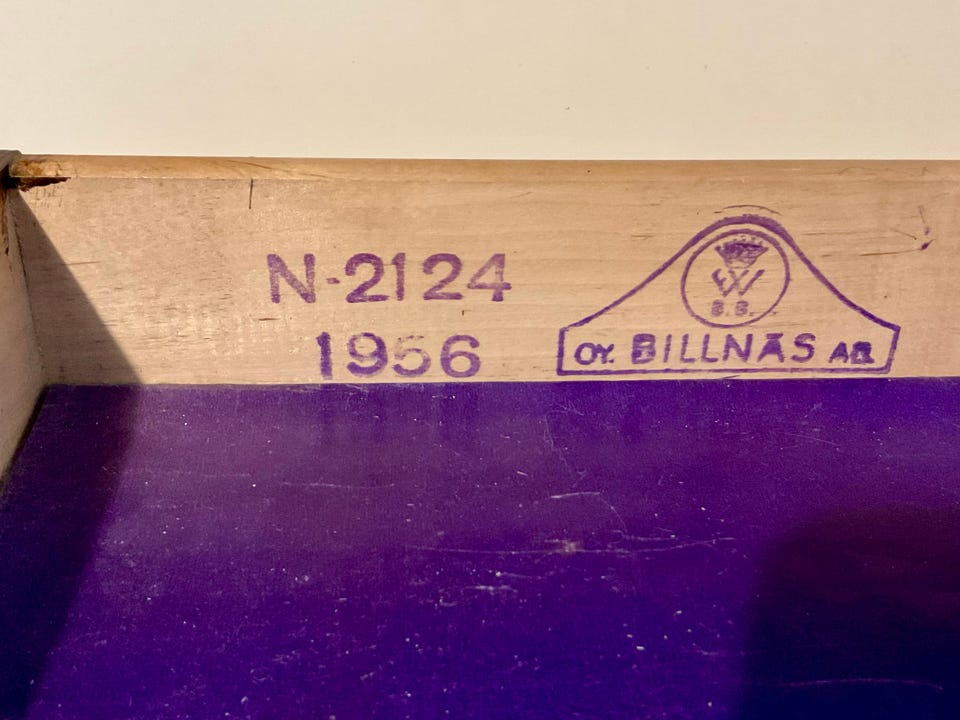 N-2124
1956
W
B.B.
OY. BILLNÄS AB.